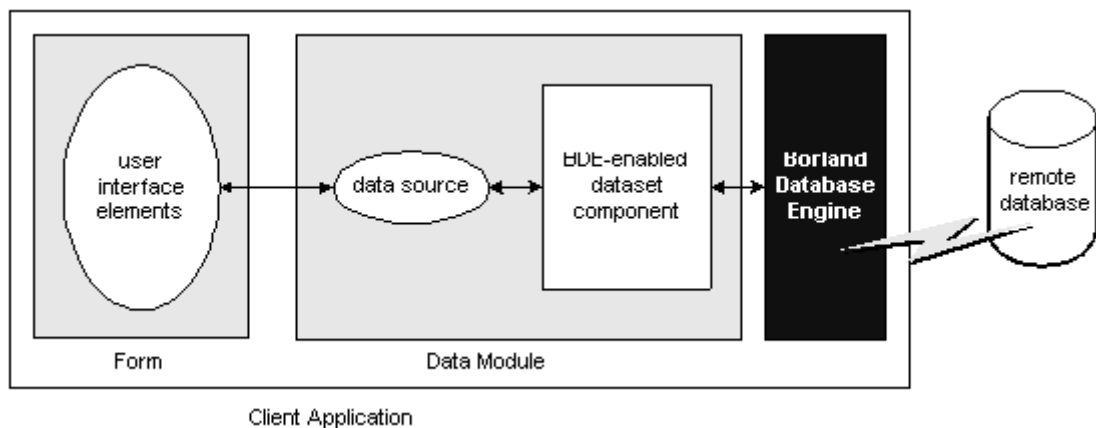 user
interface
elements
data source
BDE-enabled
dataset
component
Borland
Database
Engine
remote
database
Form
Data Module
Client Application